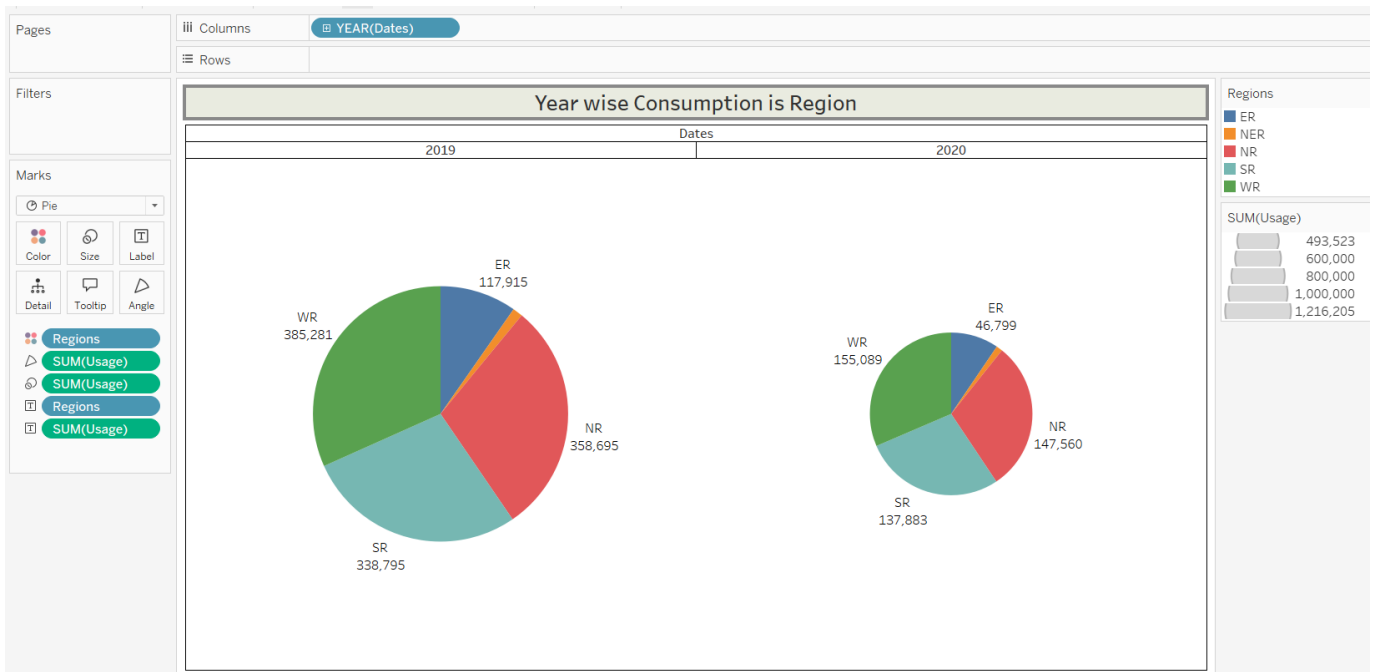 Pages
Columns
YEAR(Dates)
Rows
Filters
Marks
Pie
Color
Size
Label
Detail
Tooltip
Angle
Regions
SUM(Usage)
SUM(Usage)
T
Regions
T
SUM(Usage)
Year wise Consumption is Region
Dates
2019
2020
ER
117,915
WR
385,281
NR
358,695
SR
338,795
ER
46,799
WR
155,089
NR
147,560
SR
137,883
Regions
ER
NER
NR
SR
WR
SUM(Usage)
493,523
600,000
800,000
1,000,000
1,216,205